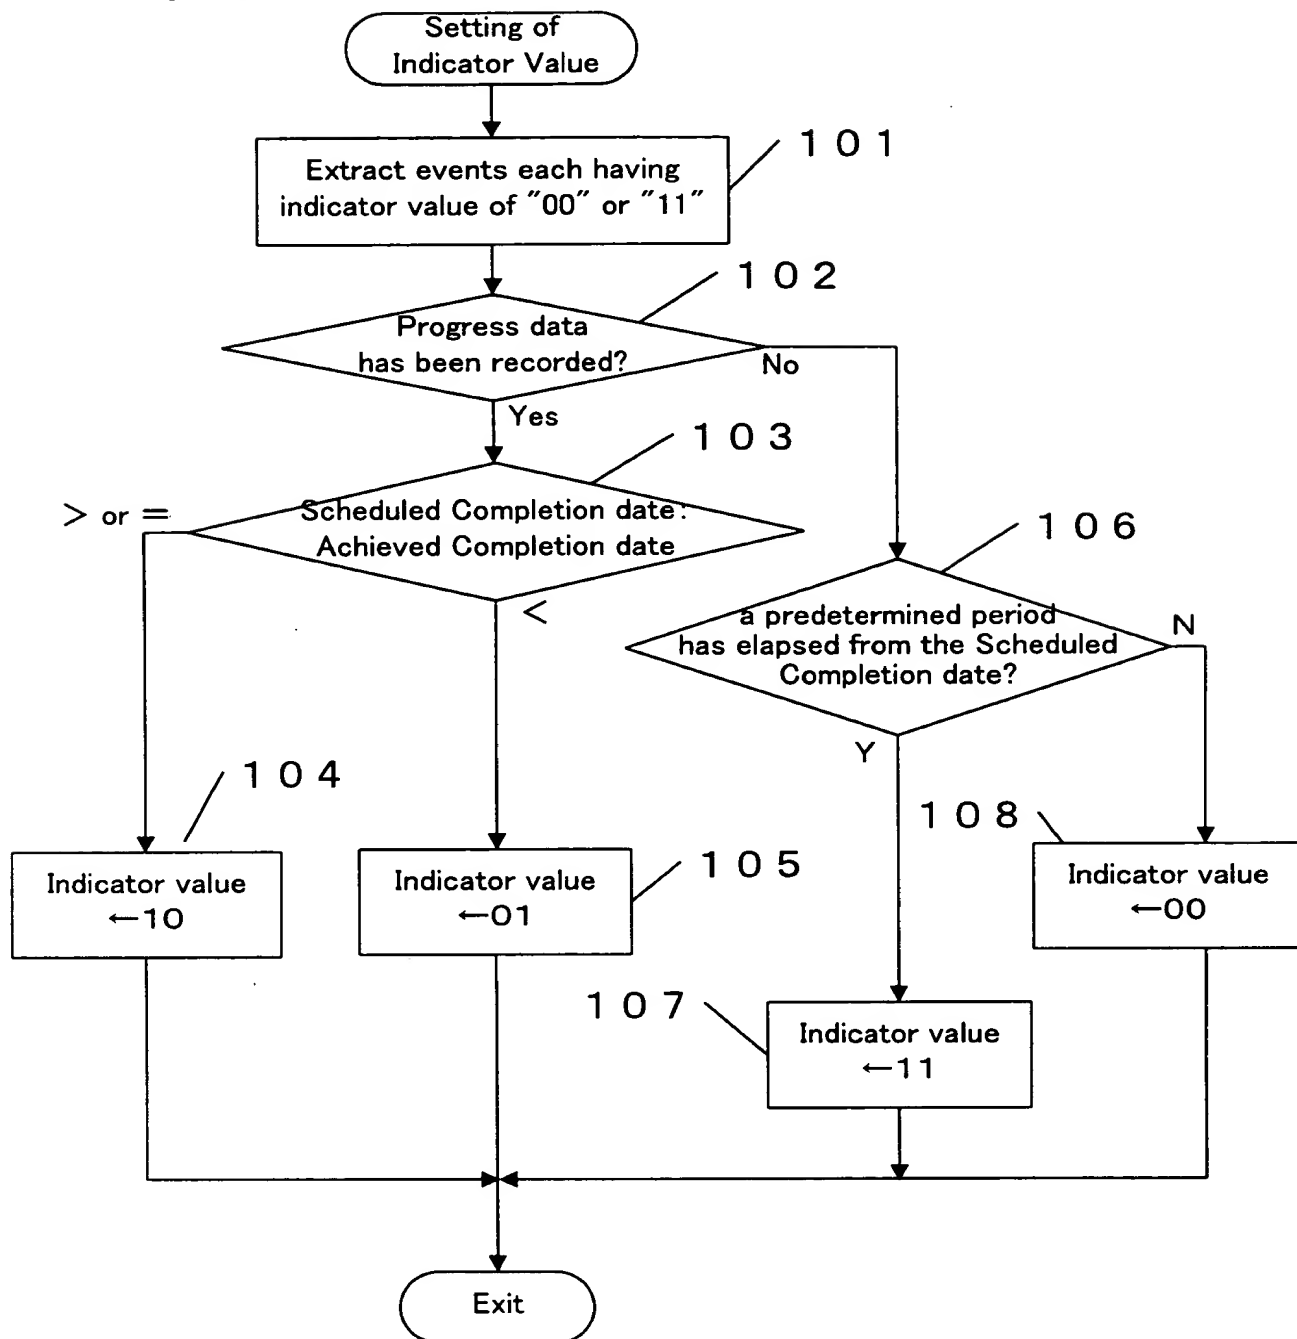 Setting of
Indicator Value
101
Extract events each having
indicator value of "00" or "11"
102
Progress data
has been recorded?
No
Yes
103
> or =
Scheduled Completion date:
Achieved Completion date
<
106
a predetermined period
has elapsed from the Scheduled
Completion date?
N
Y
104
Indicator value
←10
105
Indicator value
←01
108
Indicator value
←00
107
Indicator value
←11
Exit